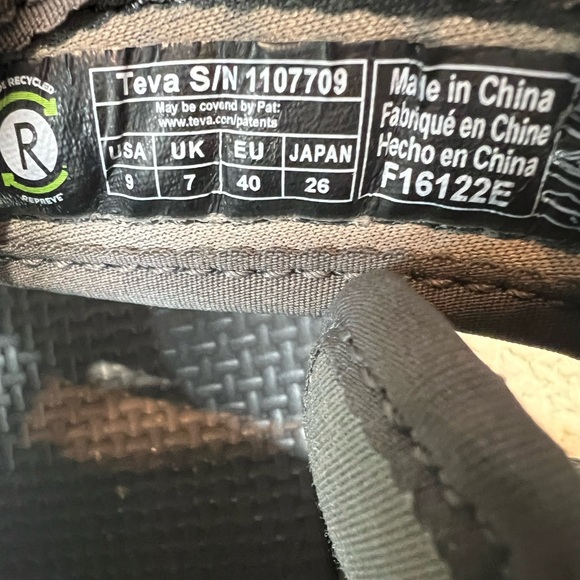 RECYCLED
R
REPREVE
Teva S/N 1107709
May be covered by Pat:
www.teva.com/patents
USA UK EU JAPAN
9 7 40 26
Made in China
Fabriqué en Chine
Hecho en China
F16122E